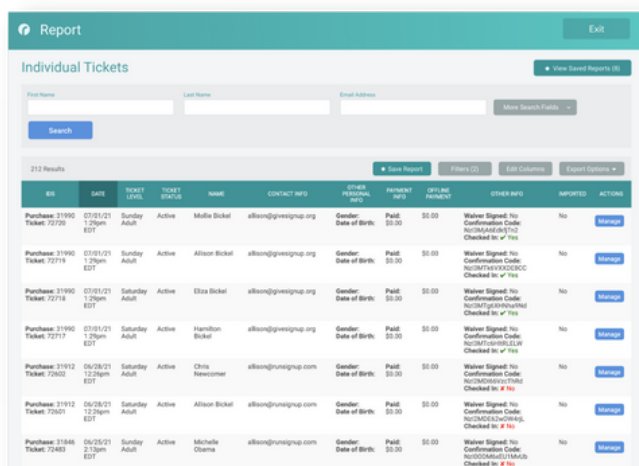 Report
Exit
Individual Tickets
★ View Saved Reports (8)
First Name
Last Name
Email Address
More Search Fields
Search
312 Results
★ Save Report
Filters (2)
Edit Columns
Export Options
IDS
DATE
TICKET LEVEL
TICKET STATUS
NAME
CONTACT INFO
OTHER PERSONAL INFO
PAYMENT INFO
OFFLINE PAYMENT
OTHER INFO
IMPORTED
ACTIONS
Purchase: 31990 07/01/21 Sunday Active Mollie Bickel allison@givesignup.org Gender: Paid: $0.00 Waiver Signed: No No Manage
Ticket: 72720 1:29pm Adult Date of Birth: $0.00 Confirmation Code:
EDT
Checked In: ✔ Yes
Purchase: 31990 07/01/21 Saturday Active Allison Bickel allison@givesignup.org Gender: Paid: $0.00 Waiver Signed: No No Manage
Ticket: 72719 1:29pm Adult Date of Birth: $0.00 Confirmation Code:
EDT
Checked In: ✔ Yes
Purchase: 31990 07/01/21 Saturday Active Eliza Bickel allison@givesignup.org Gender: Paid: $0.00 Waiver Signed: No No Manage
Ticket: 72718 1:29pm Adult Date of Birth: $0.00 Confirmation Code:
EDT
Checked In: ✔ Yes
Purchase: 31990 07/01/21 Saturday Active Hamilton allison@givesignup.org Gender: Paid: $0.00 Waiver Signed: No No Manage
Ticket: 72717 1:29pm Adult Bickel Date of Birth: $0.00 Confirmation Code:
EDT
Checked In: ✔ Yes
Purchase: 31912 06/28/21 Saturday Active Chris allison@runsignup.com Gender: Paid: $0.00 Waiver Signed: No No Manage
Ticket: 72602 12:26pm Adult Newcomer Date of Birth: $0.00 Confirmation Code:
EDT
Checked In: ✘ No
Purchase: 31912 06/28/21 Saturday Active Allison Bickel allison@runsignup.com Gender: Paid: $0.00 Waiver Signed: No No Manage
Ticket: 72601 12:26pm Adult Date of Birth: $0.00 Confirmation Code:
EDT
Checked In: ✘ No
Purchase: 31846 06/25/21 Sunday Active Michelle allison@runsignup.com Gender: Paid: $0.00 Waiver Signed: No No Manage
Ticket: 72483 2:13pm Adult Obama Date of Birth: $0.00 Confirmation Code:
EDT
Checked In: ✘ No